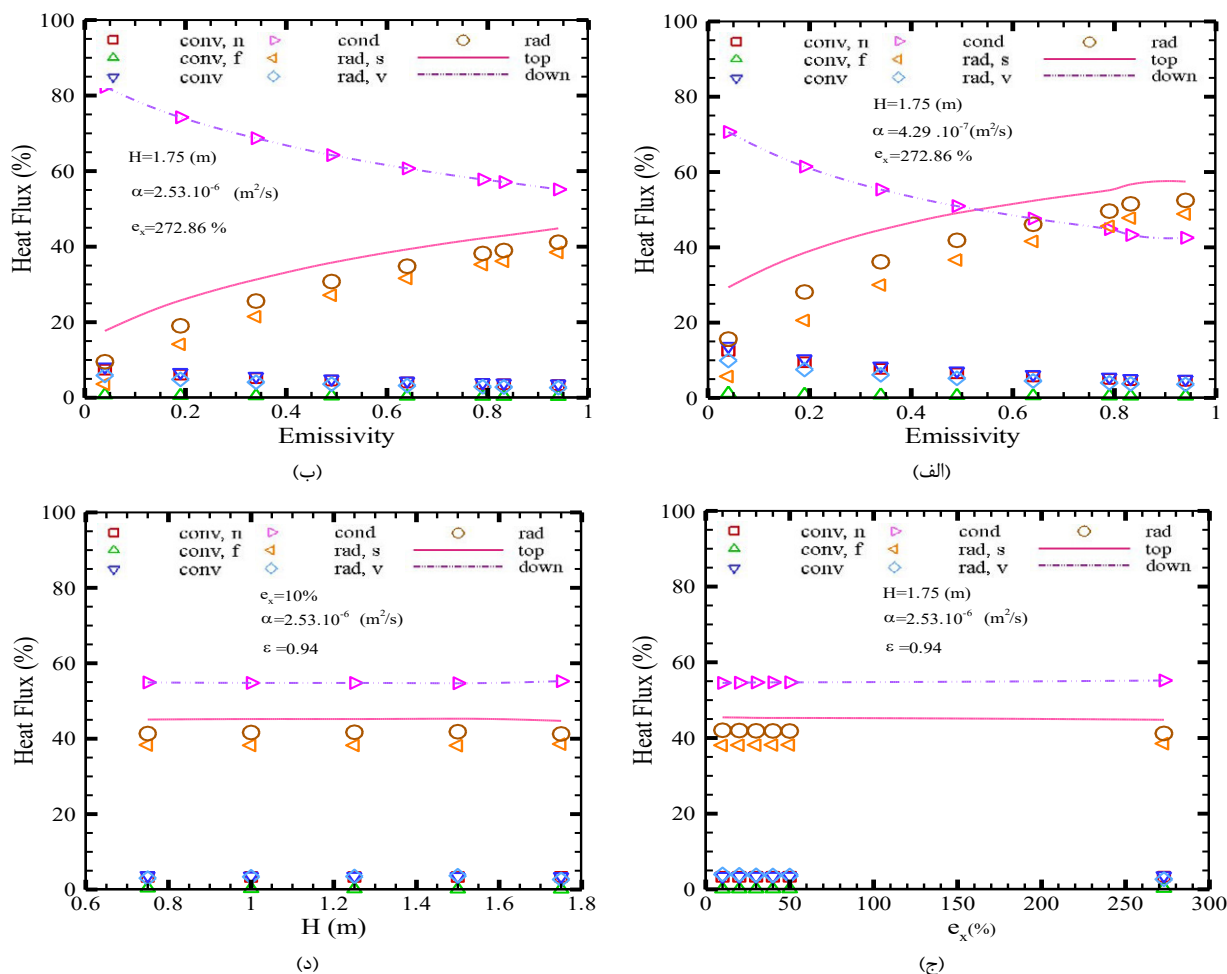 100
80
60
40
20
0
Heat Flux (%)
conv, n
conv, f
conv
cond
rad, s
rad, v
rad
top
down
H=1.75 (m)
α=2.53.10⁻⁶ (m²/s)
eₓ=272.86 %
0 0.2 0.4 0.6 0.8 1
Emissivity
(ب)
100
80
60
40
20
0
Heat Flux (%)
conv, n
conv, f
conv
cond
rad, s
rad, v
rad
top
down
H=1.75 (m)
α=4.29 .10⁻⁷(m²/s)
eₓ=272.86 %
0 0.2 0.4 0.6 0.8 1
Emissivity
(الف)
100
80
60
40
20
0
Heat Flux (%)
conv, n
conv, f
conv
cond
rad, s
rad, v
rad
top
down
eₓ=10%
α=2.53.10⁻⁶ (m²/s)
ε =0.94
0.6 0.8 1 1.2 1.4 1.6 1.8
H (m)
(د)
100
80
60
40
20
0
Heat Flux (%)
conv, n
conv, f
conv
cond
rad, s
rad, v
rad
top
down
H=1.75 (m)
α=2.53.10⁻⁶ (m²/s)
ε =0.94
0 50 100 150 200 250 300
eₓ(%)
(ج)